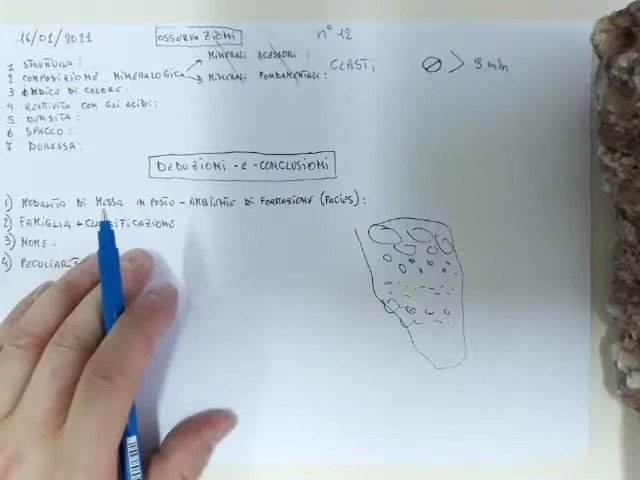 16/01/2021 OSSERVAZIONI n° 12
1 STRUTTURA:
2 COMPOSIZIONE MINERALOGICA
MINERALI ACESSORI:
MINERALI FONDAMENTALI: CLASTI
Ø > 3 mm
3 INDICE DI COLORE:
4 REATTIVITÀ CON GLI ACIDI:
5 DENSITÀ:
6 SPACCO:
7 DUREZZA:
DEDUZIONI - E - CONCLUSIONI
1) MODALITÀ DI MESSA IN POSTO - AMBIENTE DI FORMAZIONE (FACIES):
2) FAMIGLIA + CLASSIFICAZIONE
3) NOME.
4) PECULIARITÀ